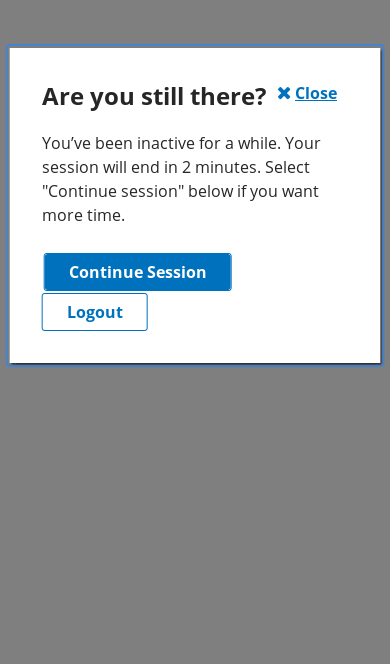 Are you still there?
✖ Close
You’ve been inactive for a while. Your
session will end in 2 minutes. Select
"Continue session" below if you want
more time.
Continue Session
Logout